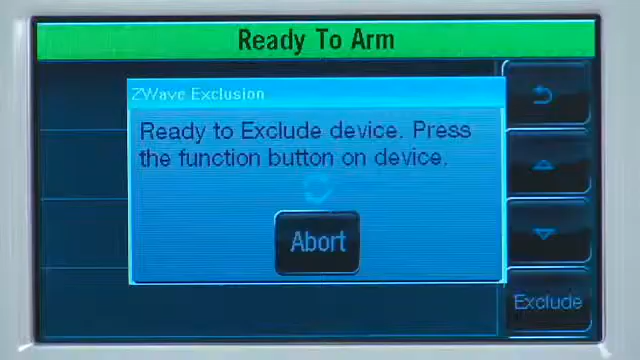 Ready To Arm
ZWave Exclusion
Ready to Exclude device. Press
the function button on device.
Abort
Exclude